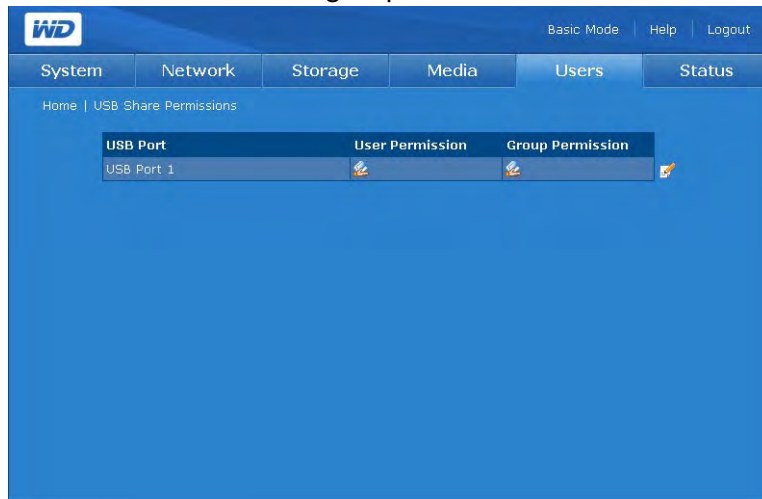 WD
Basic Mode | Help | Logout
System Network Storage Media Users Status
Home | USB Share Permissions
USB Port User Permission Group Permission
USB Port 1